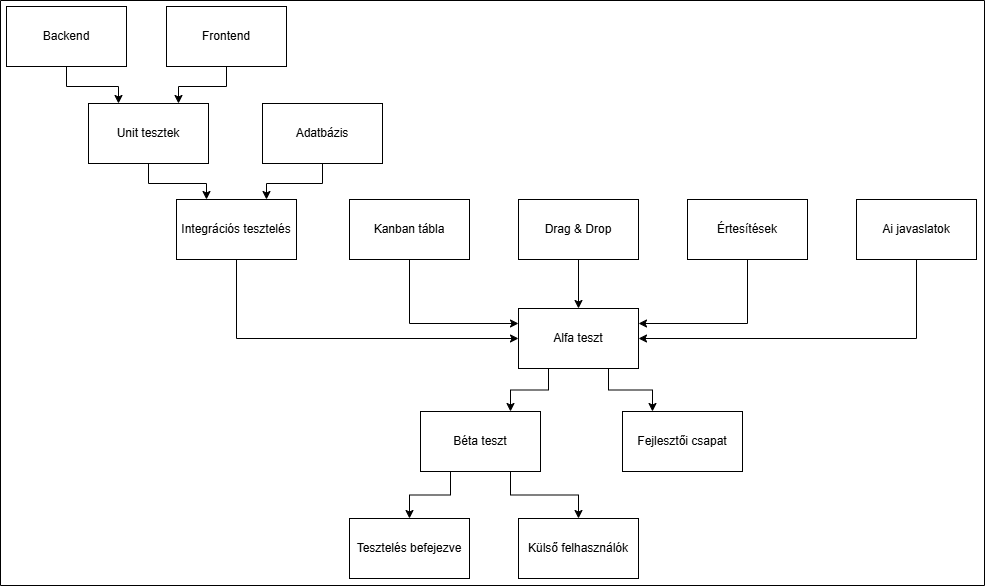 Backend
Frontend
Unit tesztek
Adatbázis
Integrációs tesztelés
Kanban tábla
Drag & Drop
Értesítések
Ai javaslatok
Alfa teszt
Béta teszt
Fejlesztői csapat
Tesztelés befejezve
Külső felhasználók